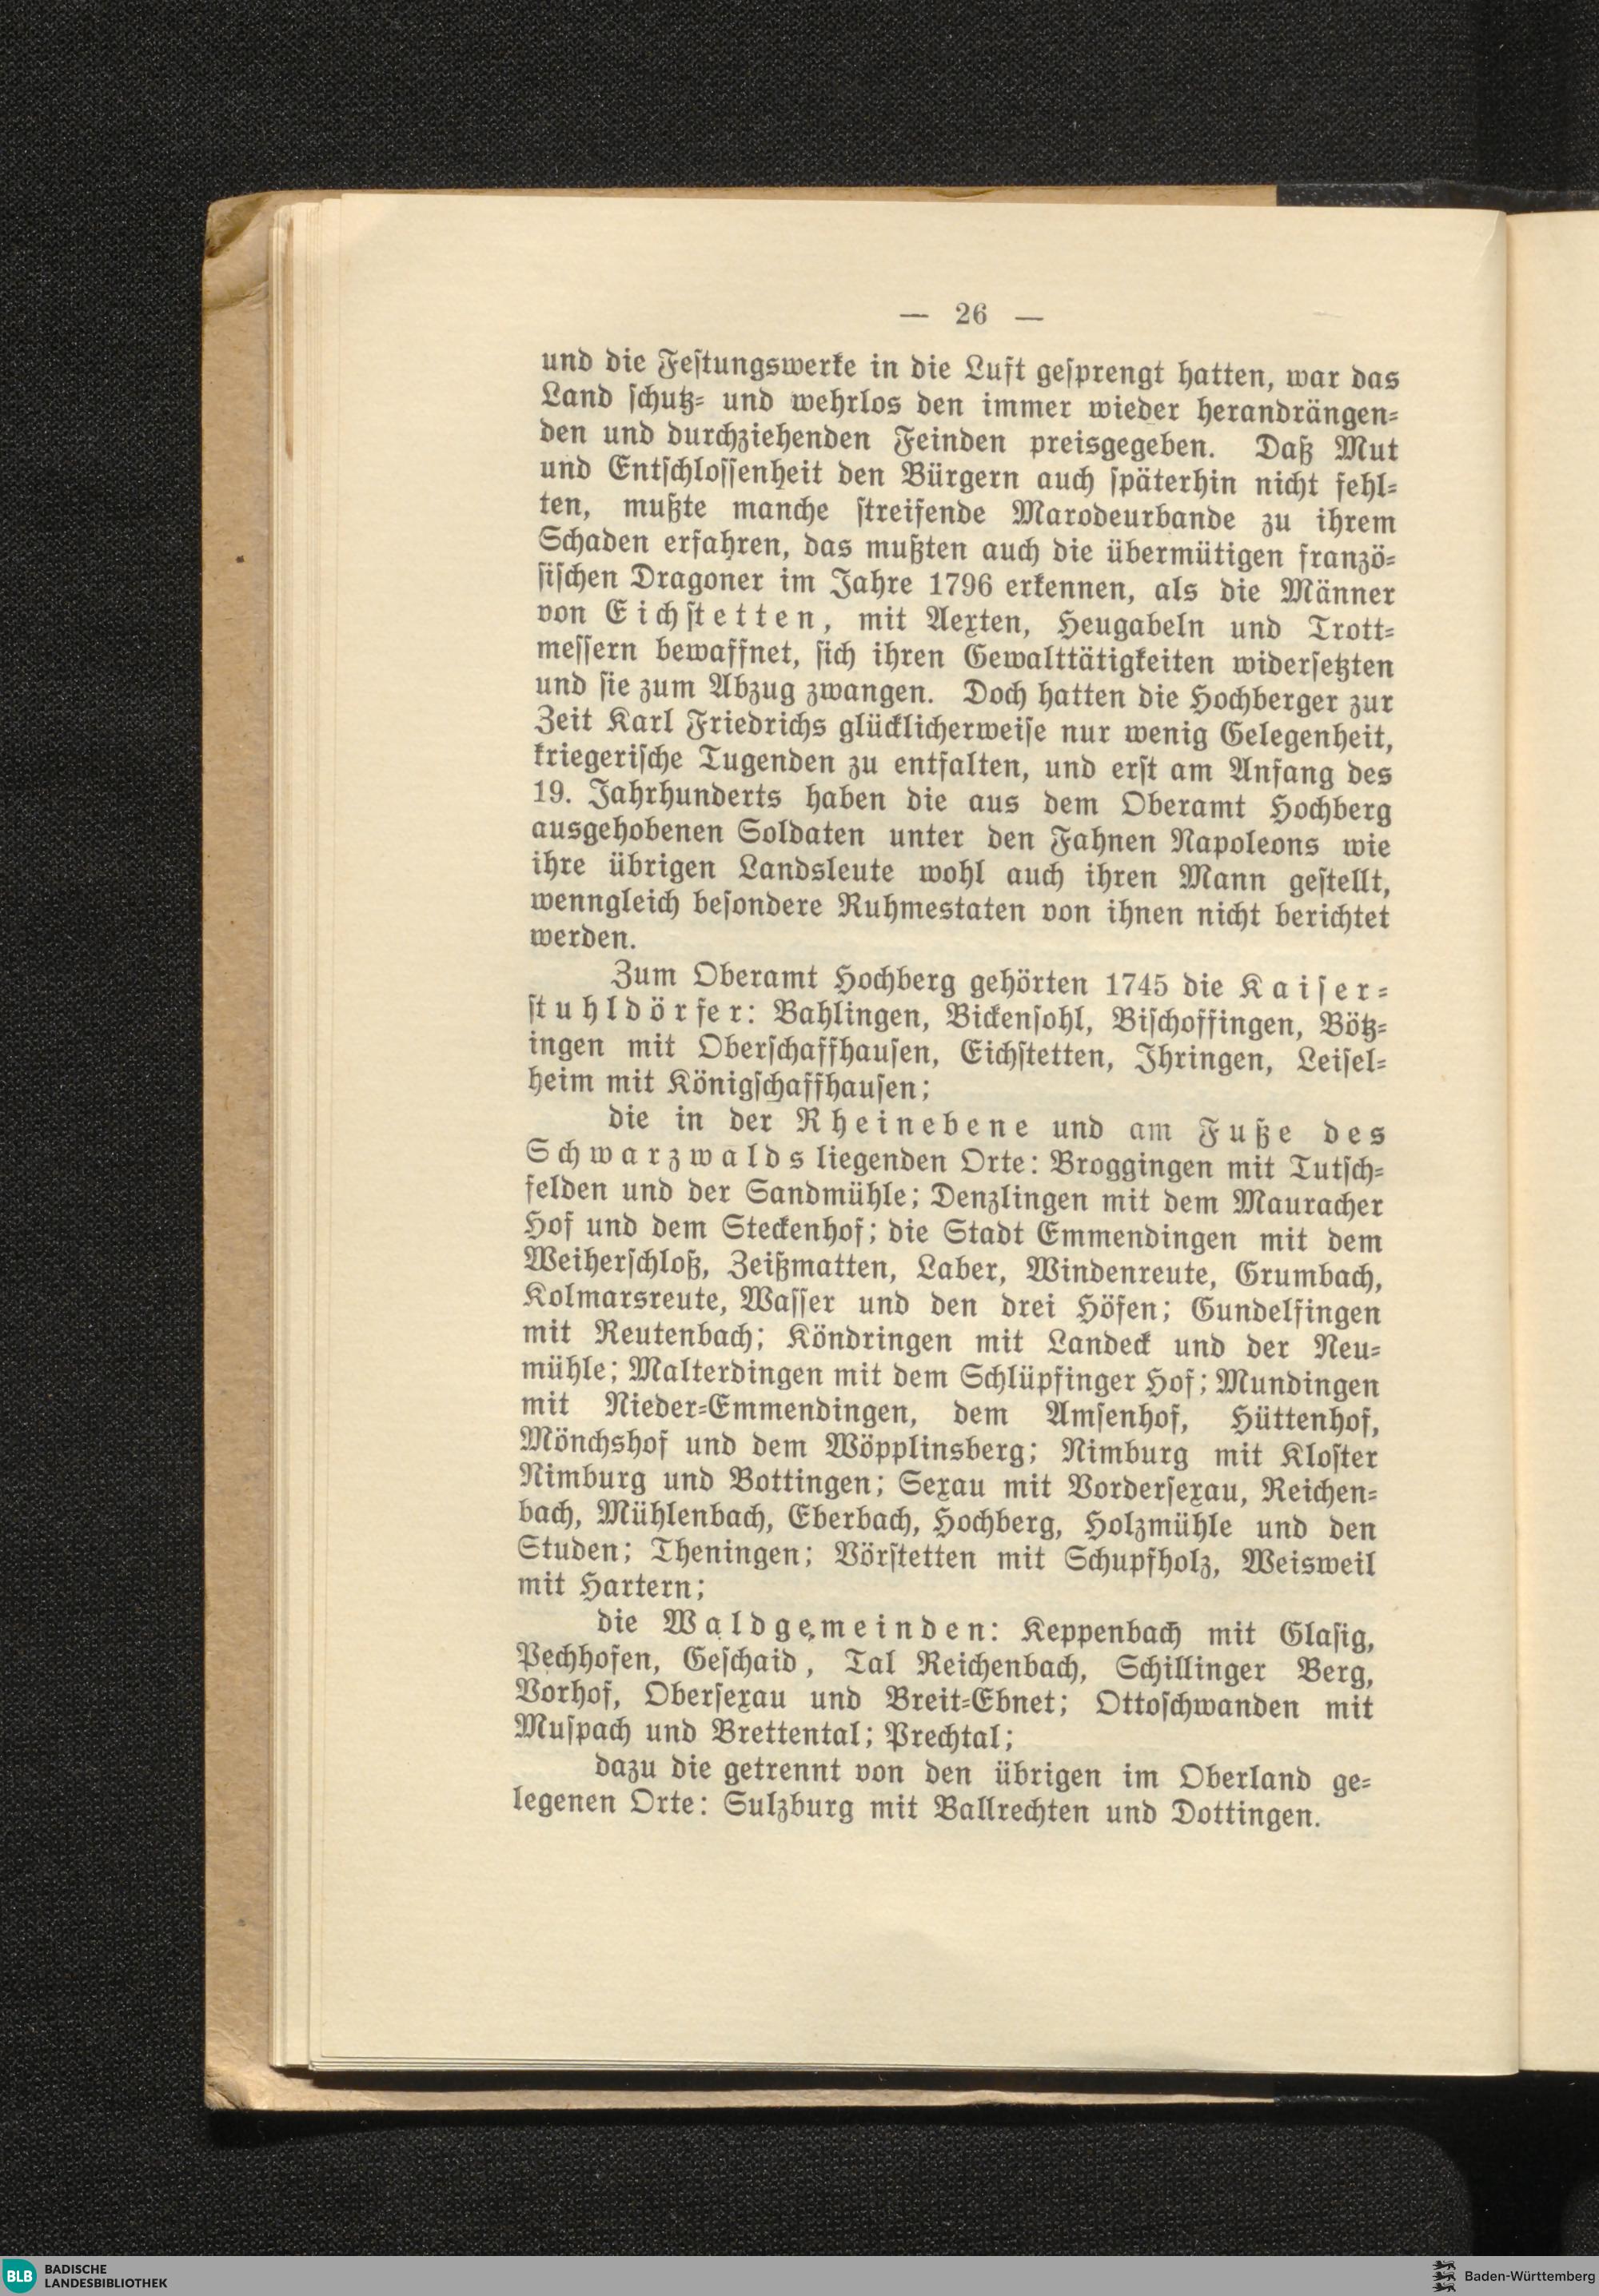 — 26 —
und die Feſtungswerke in die Luft geſprengt hatten, war das
Land ſchutz- und wehrlos den immer wieder herandrängen-
den und durchziehenden Feinden preisgegeben. Daß Mut
und Entſchloſſenheit den Bürgern auch ſpäterhin nicht fehl-
ten, mußte manche ſtreifende Marodeurbande zu ihrem
Schaden erfahren, das mußten auch die übermütigen franzö-
ſiſchen Dragoner im Jahre 1796 erkennen, als die Männer
von Eichſtetten, mit Aexten, Heugabeln und Trott-
meſſern bewaffnet, ſich ihren Gewalttätigkeiten widerſetzten
und ſie zum Abzug zwangen. Doch hatten die Hochberger zur
Zeit Karl Friedrichs glücklicherweiſe nur wenig Gelegenheit,
kriegeriſche Tugenden zu entfalten, und erſt am Anfang des
19. Jahrhunderts haben die aus dem Oberamt Hochberg
ausgehobenen Soldaten unter den Fahnen Napoleons wie
ihre übrigen Landsleute wohl auch ihren Mann geſtellt,
wenngleich beſondere Ruhmestaten von ihnen nicht berichtet
werden.
Zum Oberamt Hochberg gehörten 1745 die Kaiſer-
ſtuhldörfer: Bahlingen, Bickenſohl, Biſchoffingen, Bötz-
ingen mit Oberſchaffhauſen, Eichſtetten, Ihringen, Leiſel-
heim mit Königſchaffhauſen;
die in der Rheinebene und am Fuße des
Schwarzwalds liegenden Orte: Broggingen mit Tutſch-
felden und der Sandmühle; Denzlingen mit dem Mauracher
Hof und dem Steckenhof; die Stadt Emmendingen mit dem
Weiherſchloß, Zeißmatten, Laber, Windenreute, Grumbach,
Kolmarsreute, Waſſer und den drei Höfen; Gundelfingen
mit Reutenbach; Köndringen mit Landeck und der Neu-
mühle; Malterdingen mit dem Schlüpfinger Hof; Mundingen
mit Nieder-Emmendingen, dem Amſenhof, Hüttenhof,
Mönchshof und dem Wöpplinsberg; Nimburg mit Kloſter
Nimburg und Bottingen; Sexau mit Vorderſexau, Reichen-
bach, Mühlenbach, Eberbach, Hochberg, Holzmühle und den
Studen; Theningen; Vörſtetten mit Schupfholz, Weisweil
mit Hartern;
die Waldgemeinden: Keppenbach mit Glaſig,
Pechhofen, Geſchaid, Tal Reichenbach, Schillinger Berg,
Vorhof, Oberſexau und Breit-Ebnet; Ottoſchwanden mit
Muſpach und Brettental; Prechtal;
dazu die getrennt von den übrigen im Oberland ge-
legenen Orte: Sulzburg mit Ballrechten und Dottingen.
BLB BADISCHE
LANDESBIBLIOTHEK
Baden-Württemberg